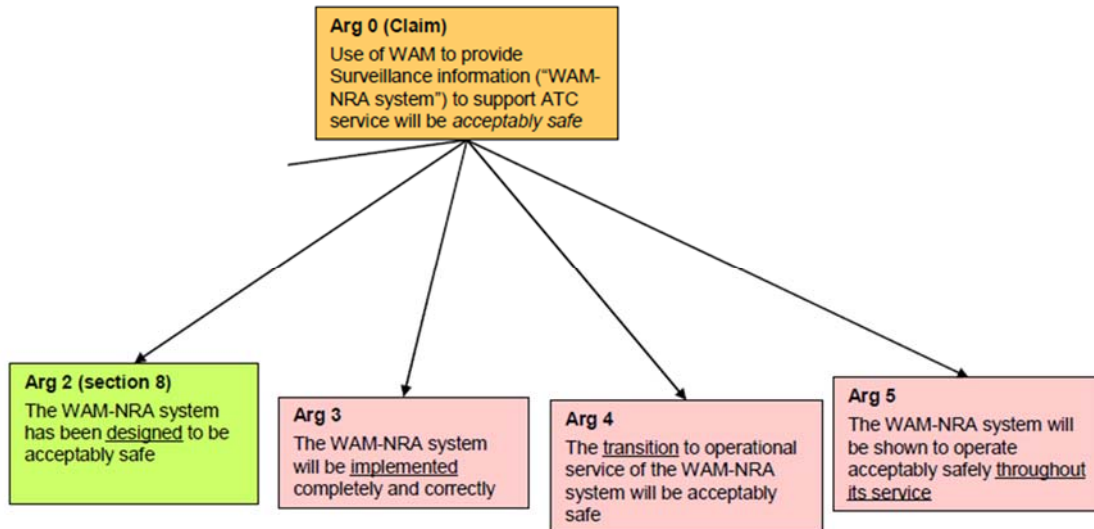 Arg 0 (Claim)
Use of WAM to provide
Surveillance information (“WAM-
NRA system”) to support ATC
service will be acceptably safe
Arg 2 (section 8)
The WAM-NRA system
has been designed to be
acceptably safe
Arg 3
The WAM-NRA system
will be implemented
completely and correctly
Arg 4
The transition to operational
service of the WAM-NRA
system will be acceptably
safe
Arg 5
The WAM-NRA system will
be shown to operate
acceptably safely throughout
its service